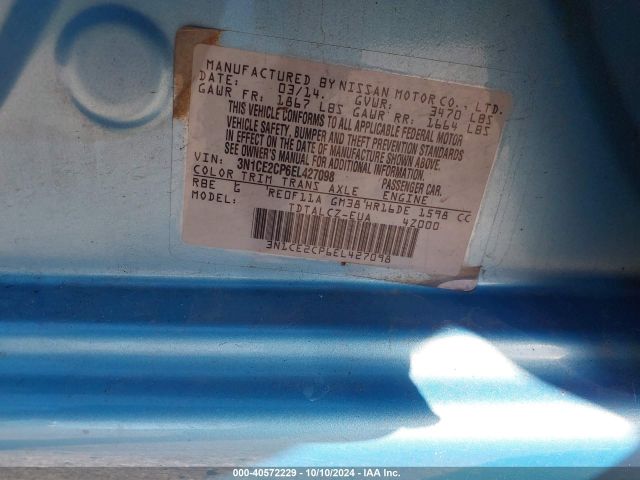 MANUFACTURED BY NISSAN MOTOR CO., LTD.
DATE: 03/14, GVWR: 3470 LBS
GAWR FR: 1867 LBS GAWR RR: 1664 LBS
THIS VEHICLE CONFORMS TO ALL APPLICABLE FEDERAL MOTOR
VEHICLE SAFETY, BUMPER AND THEFT PREVENTION STANDARDS
IN EFFECT ON THE DATE OF MANUFACTURE SHOWN ABOVE.
SEE OWNER'S MANUAL FOR ADDITIONAL INFORMATION
VIN: 3N1CE2CP6EL427098 PASSENGER CAR.
COLOR TRIM TRANS AXLE ENGINE
RBE G RE0F11A GM38 HR16DE 1598 CC
MODEL: TDTALCZ-EUA 4Z000
3N1CE2CP6EL427098
000-40572229 - 10/10/2024 - IAA Inc.